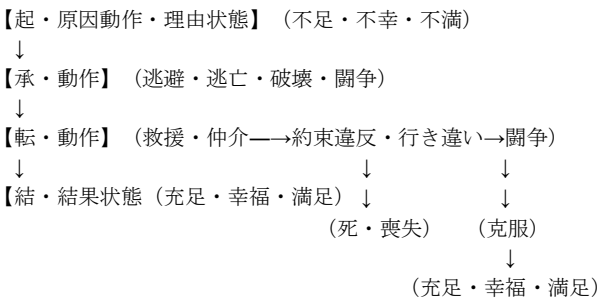 【起・原因動作・理由状態】（不足・不幸・不満）
↓
【承・動作】（逃避・逃亡・破壊・闘争）
↓
【転・動作】（救援・仲介―→約束違反・行き違い→闘争）
↓ ↓ ↓
【結・結果状態（充足・幸福・満足）↓ ↓
（死・喪失） （克服）
↓
（充足・幸福・満足）